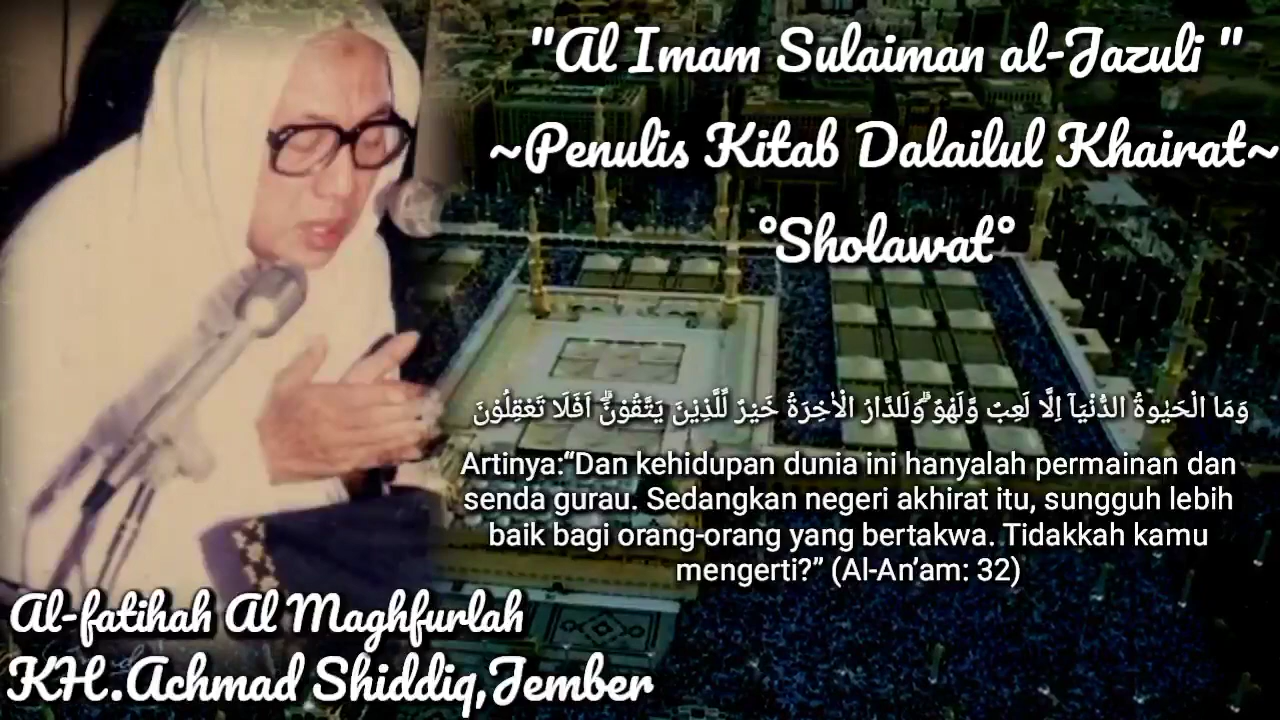 "Al Imam Sulaiman al-Jazuli "
~Penulis Kitab Dalailul Khairat~
°Sholawat°
وَمَا الْحَيٰوةُ الدُّنْيَآ اِلَّا لَعِبٌ وَّلَهْوٌ ۗوَلَلدَّارُ الْاٰخِرَةُ خَيْرٌ لِّلَّذِيْنَ يَتَّقُوْنَۗ اَفَلَا تَعْقِلُوْنَ
Artinya:“Dan kehidupan dunia ini hanyalah permainan dan
senda gurau. Sedangkan negeri akhirat itu, sungguh lebih
baik bagi orang-orang yang bertakwa. Tidakkah kamu
mengerti?” (Al-An’am: 32)
Al-fatihah Al Maghfurlah
KH.Achmad Shiddiq,Jember